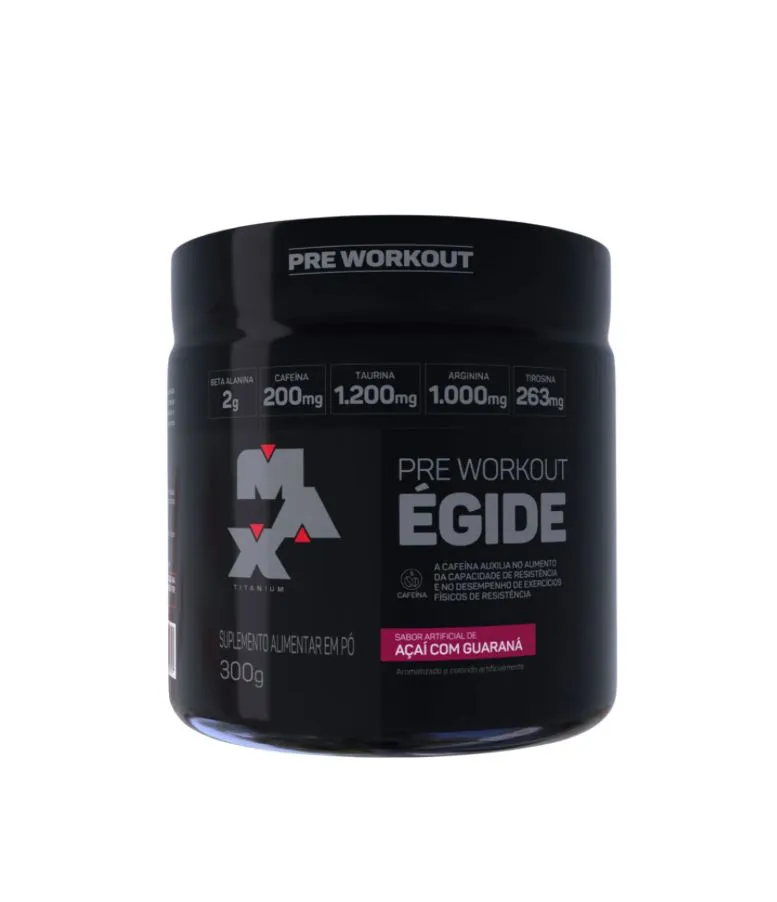 PRE WORKOUT
BETA ALANINA
2g
CAFEÍNA
200mg
TAURINA
1.200mg
ARGININA
1.000mg
TIROSINA
263mg
MAX
TITANIUM
PRE WORKOUT
ÉGIDE
CAFEÍNA
A CAFEÍNA AUXILIA NO AUMENTO
DA CAPACIDADE DE RESISTÊNCIA
E NO DESEMPENHO DE EXERCÍCIOS
FÍSICOS DE RESISTÊNCIA
SUPLEMENTO ALIMENTAR EM PÓ
300g
SABOR ARTIFICIAL DE
AÇAÍ COM GUARANÁ
Aromatizado e colorido artificialmente